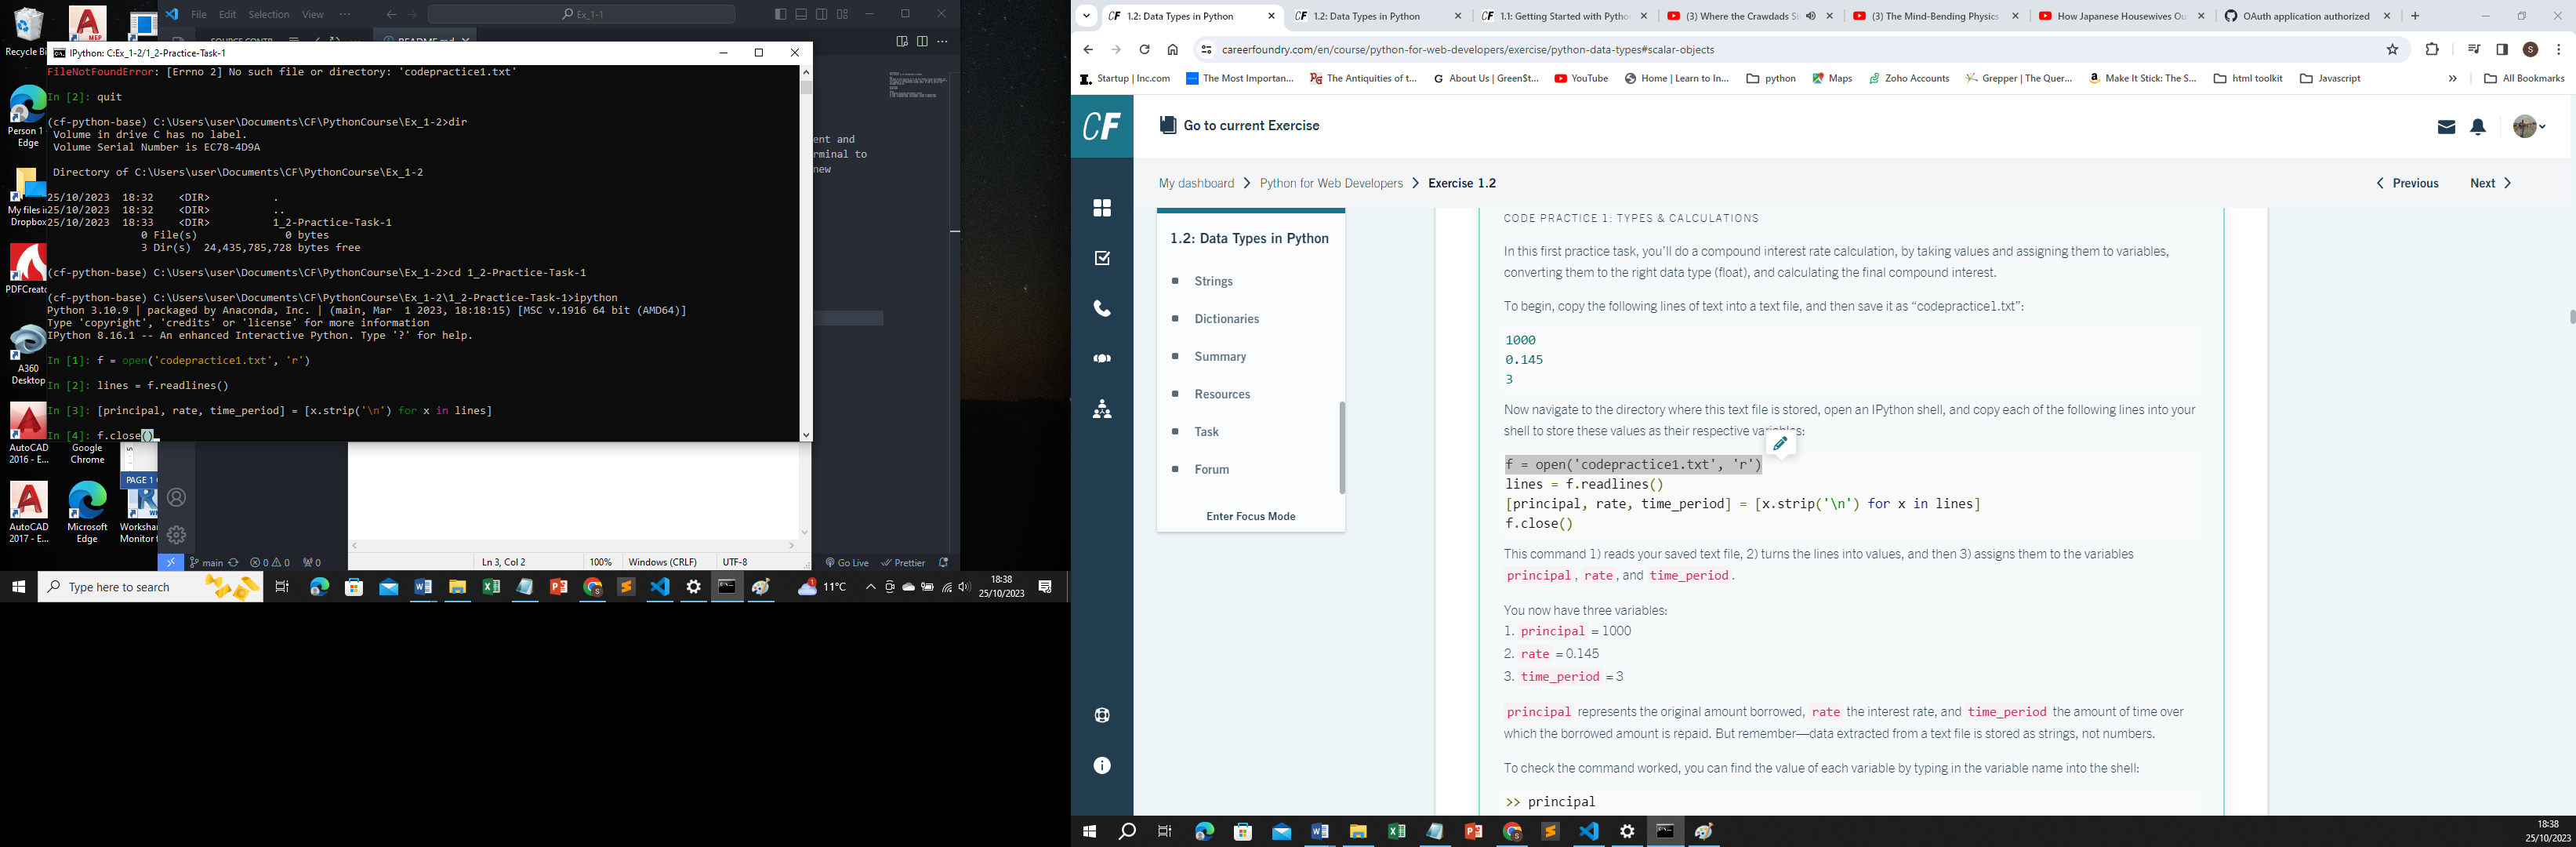 Recycle Bi
Person 1
Edge
My files i
Dropbox
PDFCreato
A360
Desktop
AutoCAD
2016 - E...
Google
Chrome
AutoCAD
2017 - E...
Microsoft
Edge
Worksha
Monitor
PAGE 1
File Edit Selection View ...
Ex_1-1
SOURCE CONTR
README.md
IPython: C:Ex_1-2/1_2-Practice-Task-1
FileNotFoundError: [Errno 2] No such file or directory: 'codepractice1.txt'
In [2]: quit
(cf-python-base) C:\Users\user\Documents\CF\PythonCourse\Ex_1-2>dir
Volume in drive C has no label.
Volume Serial Number is EC78-4D9A
Directory of C:\Users\user\Documents\CF\PythonCourse\Ex_1-2
25/10/2023 18:32 <DIR> .
25/10/2023 18:32 <DIR> ..
25/10/2023 18:33 <DIR> 1_2-Practice-Task-1
0 File(s) 0 bytes
3 Dir(s) 24,435,785,728 bytes free
(cf-python-base) C:\Users\user\Documents\CF\PythonCourse\Ex_1-2>cd 1_2-Practice-Task-1
(cf-python-base) C:\Users\user\Documents\CF\PythonCourse\Ex_1-2\1_2-Practice-Task-1>ipython
Python 3.10.9 | packaged by Anaconda, Inc. | (main, Mar 1 2023, 18:18:15) [MSC v.1916 64 bit (AMD64)]
Type 'copyright', 'credits' or 'license' for more information
IPython 8.16.1 -- An enhanced Interactive Python. Type '?' for help.
In [1]: f = open('codepractice1.txt', 'r')
In [2]: lines = f.readlines()
In [3]: [principal, rate, time_period] = [x.strip('\n') for x in lines]
In [4]: f.close()
ent and
rminal to
new
Ln 3, Col 2 100% Windows (CRLF) UTF-8
main 0 0 0
Go Live Prettier
Type here to search
11°C
18:38
25/10/2023
1.2: Data Types in Python
1.2: Data Types in Python
1.1: Getting Started with Pytho
(3) Where the Crawdads Si
(3) The Mind-Bending Physics
How Japanese Housewives Ou
OAuth application authorized
careerfoundry.com/en/course/python-for-web-developers/exercise/python-data-types#scalar-objects
S
Startup | Inc.com
The Most Importan...
The Antiquities of t...
About Us | Green$t...
YouTube
Home | Learn to In...
python
Maps
Zoho Accounts
Grepper | The Quer...
Make It Stick: The S...
html toolkit
Javascript
»
All Bookmarks
CF
Go to current Exercise
My dashboard > Python for Web Developers > Exercise 1.2
Previous
Next
1.2: Data Types in Python
Strings
Dictionaries
Summary
Resources
Task
Forum
Enter Focus Mode
CODE PRACTICE 1: TYPES & CALCULATIONS
In this first practice task, you'll do a compound interest rate calculation, by taking values and assigning them to variables,
converting them to the right data type (float), and calculating the final compound interest.
To begin, copy the following lines of text into a text file, and then save it as “codepractice1.txt”:
1000
0.145
3
Now navigate to the directory where this text file is stored, open an IPython shell, and copy each of the following lines into your
shell to store these values as their respective variables:
f = open('codepractice1.txt', 'r')
lines = f.readlines()
[principal, rate, time_period] = [x.strip('\n') for x in lines]
f.close()
This command 1) reads your saved text file, 2) turns the lines into values, and then 3) assigns them to the variables
principal, rate, and time_period.
You now have three variables:
1. principal = 1000
2. rate = 0.145
3. time_period = 3
principal represents the original amount borrowed, rate the interest rate, and time_period the amount of time over
which the borrowed amount is repaid. But remember—data extracted from a text file is stored as strings, not numbers.
To check the command worked, you can find the value of each variable by typing in the variable name into the shell:
>> principal
18:38
25/10/2023